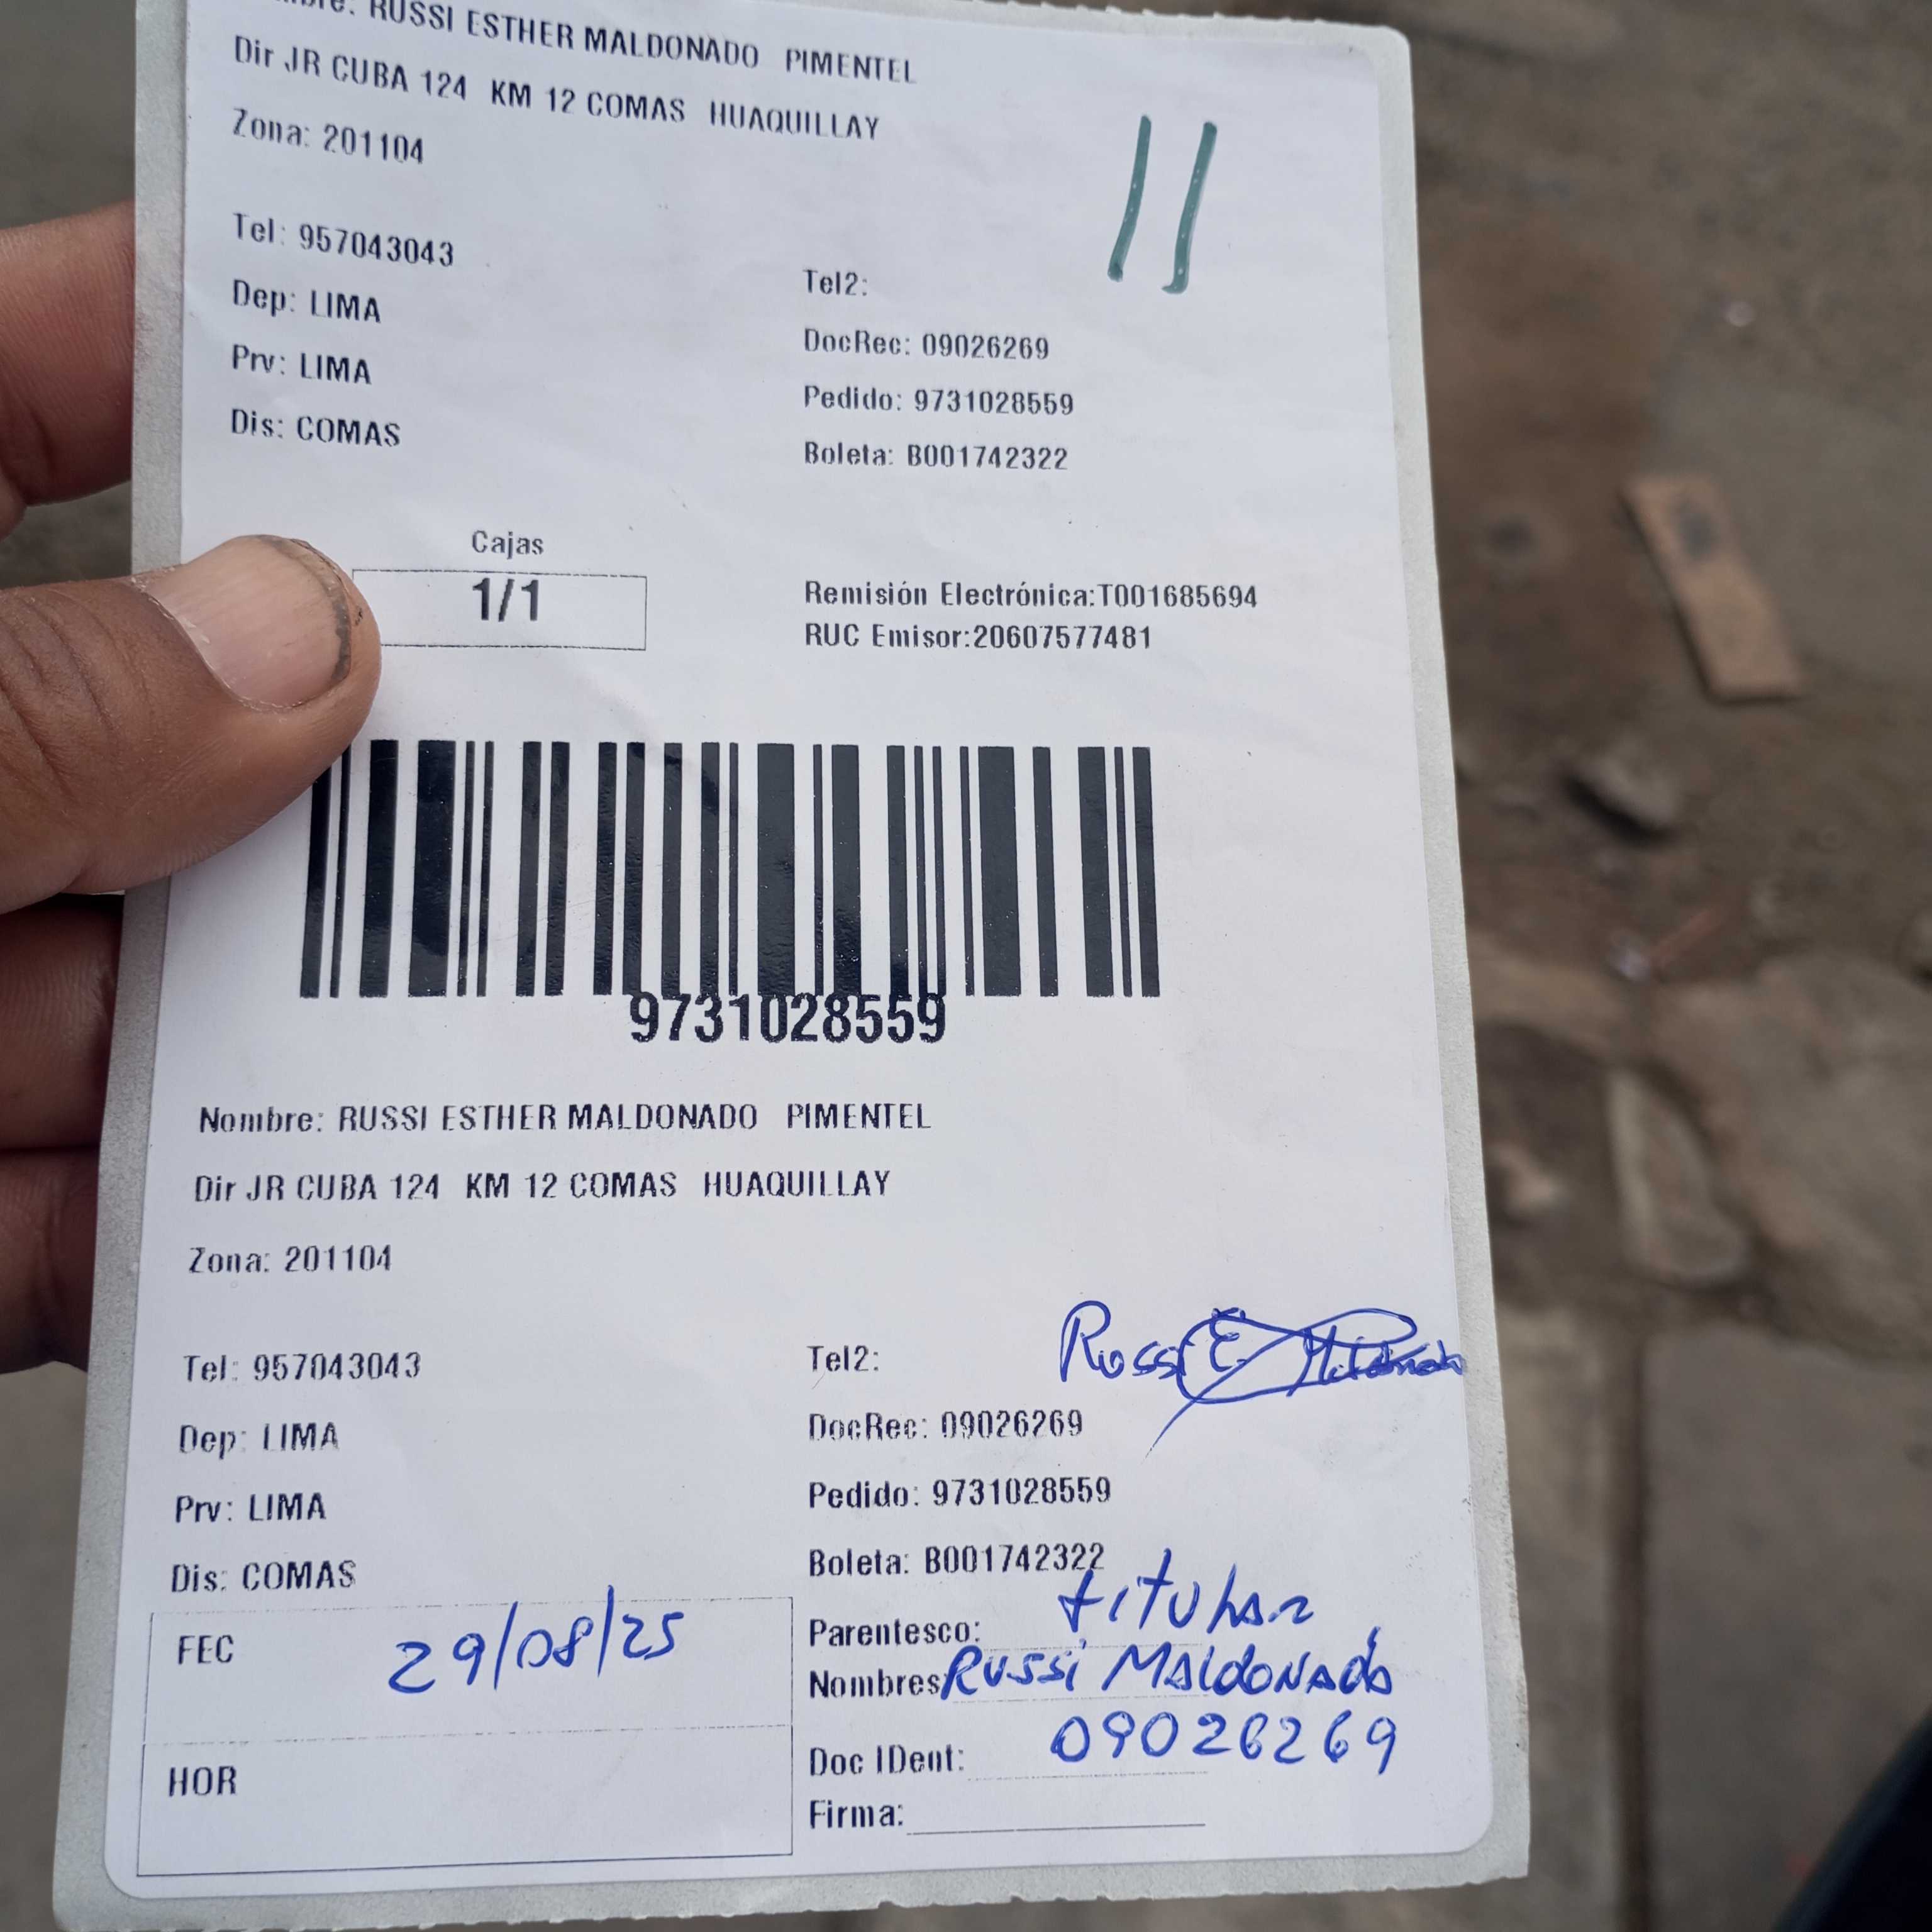 RUSSI ESTHER MALDONADO PIMENTEL
Dir JR CUBA 124 KM 12 COMAS HUAQUILLAY
Zona: 201104
11
Tel: 957043043
Tel2:
Dep: LIMA
DocRec: 09026269
Prv: LIMA
Pedido: 9731028559
Dis: COMAS
Boleta: B001742322
Cajas
1/1
Remisión Electrónica:T001685694
RUC Emisor:20607577481
9731028559
Nombre: RUSSI ESTHER MALDONADO PIMENTEL
Dir JR CUBA 124 KM 12 COMAS HUAQUILLAY
Zona: 201104
Russi E.
Tel: 957043043
Tel2:
Dep: LIMA
DocRec: 09026269
Prv: LIMA
Pedido: 9731028559
Dis: COMAS
Boleta: B001742322
FEC 29/08/25
Parentesco: titular
Nombres Russi Maldonado
HOR
Doc IDent: 09026269
Firma: